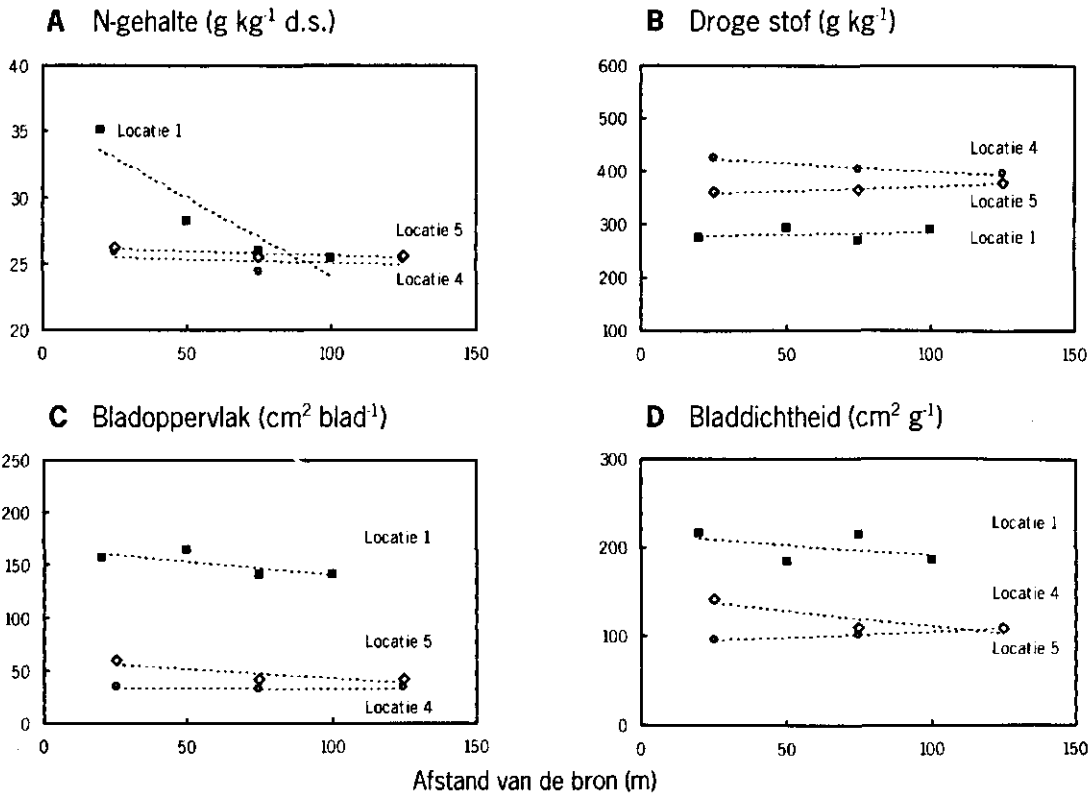 A N-gehalte (g kg⁻¹ d.s.)
40
35
30
25
20
0 50 100 150
Locatie 1
Locatie 5
Locatie 4
B Droge stof (g kg⁻¹)
600
500
400
300
200
100
0 50 100 150
Locatie 4
Locatie 5
Locatie 1
C Bladoppervlak (cm² blad⁻¹)
250
200
150
100
50
0
0 50 100 150
Locatie 1
Locatie 5
Locatie 4
D Bladdichtheid (cm² g⁻¹)
300
200
100
0
0 50 100 150
Locatie 1
Locatie 4
Locatie 5
Afstand van de bron (m)